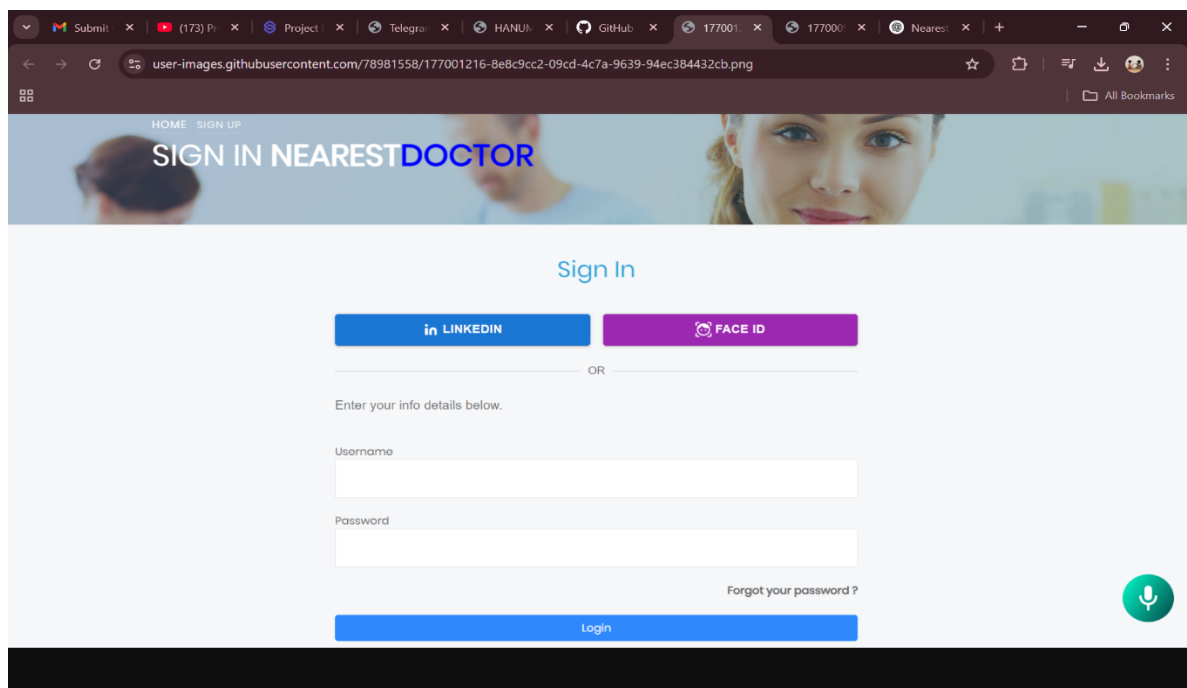 Submit
(173) Pr
Project
Telegram
HANUM
GitHub
17700
177000
Nearest
user-images.githubusercontent.com/78981558/177001216-8e8c9cc2-09cd-4c7a-9639-94ec384432cb.png
All Bookmarks
HOME SIGN UP
SIGN IN NEARESTDOCTOR
Sign In
in LINKEDIN
FACE ID
OR
Enter your info details below.
Username
Password
Forgot your password ?
Login